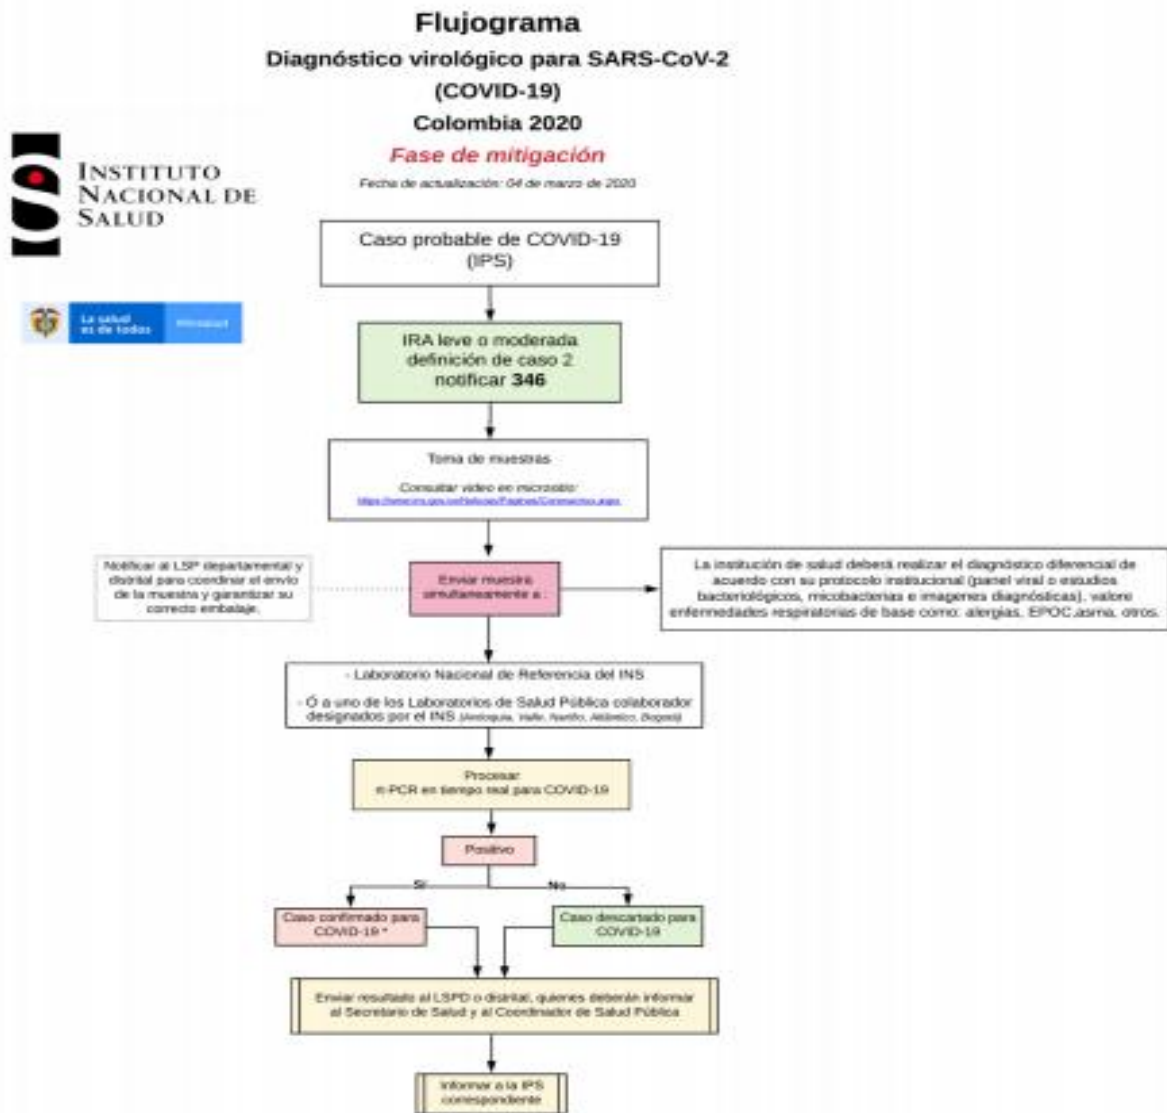 Flujograma
Diagnóstico virológico para SARS-CoV-2
(COVID-19)
Colombia 2020
Fase de mitigación
Fecha de actualización: 04 de marzo de 2020
INSTITUTO
NACIONAL DE
SALUD
La salud
es de todos
Minsalud
Caso probable de COVID-19
(IPS)
IRA leve o moderada
definición de caso 2
notificar 346
Toma de muestras
Consultar video en micrositio:
Notificar al LSP departamental y
distrital para coordinar el envío
de la muestra y garantizar su
correcto embalaje.
Enviar muestra
simultaneamente a :
La institución de salud deberá realizar el diagnóstico diferencial de
acuerdo con su protocolo institucional (panel viral o estudios
bacteriológicos, micobacterias e imagenes diagnósticas), valore
enfermedades respiratorias de base como: alergias, EPOC,asma, otros.
- Laboratorio Nacional de Referencia del INS
- Ó a uno de los Laboratorios de Salud Pública colaborador
designados por el INS (Antioquia, Valle, Nariño, Atlántico, Bogotá)
Procesar
rt-PCR en tiempo real para COVID-19
Positivo
Si
No
Caso confirmado para
COVID-19 *
Caso descartado para
COVID-19
Enviar resultado al LSPD o distrital, quienes deberán informar
al Secretario de Salud y al Coordinador de Salud Pública
Informar a la IPS
correspondiente